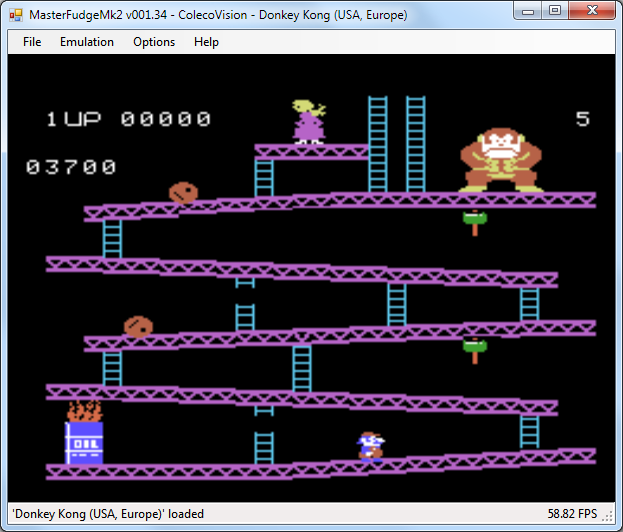 MasterFudgeMk2 v001.34 - ColecoVision - Donkey Kong (USA, Europe)
File Emulation Options Help
1UP 00000 5
03700
OIL
'Donkey Kong (USA, Europe)' loaded 58.82 FPS